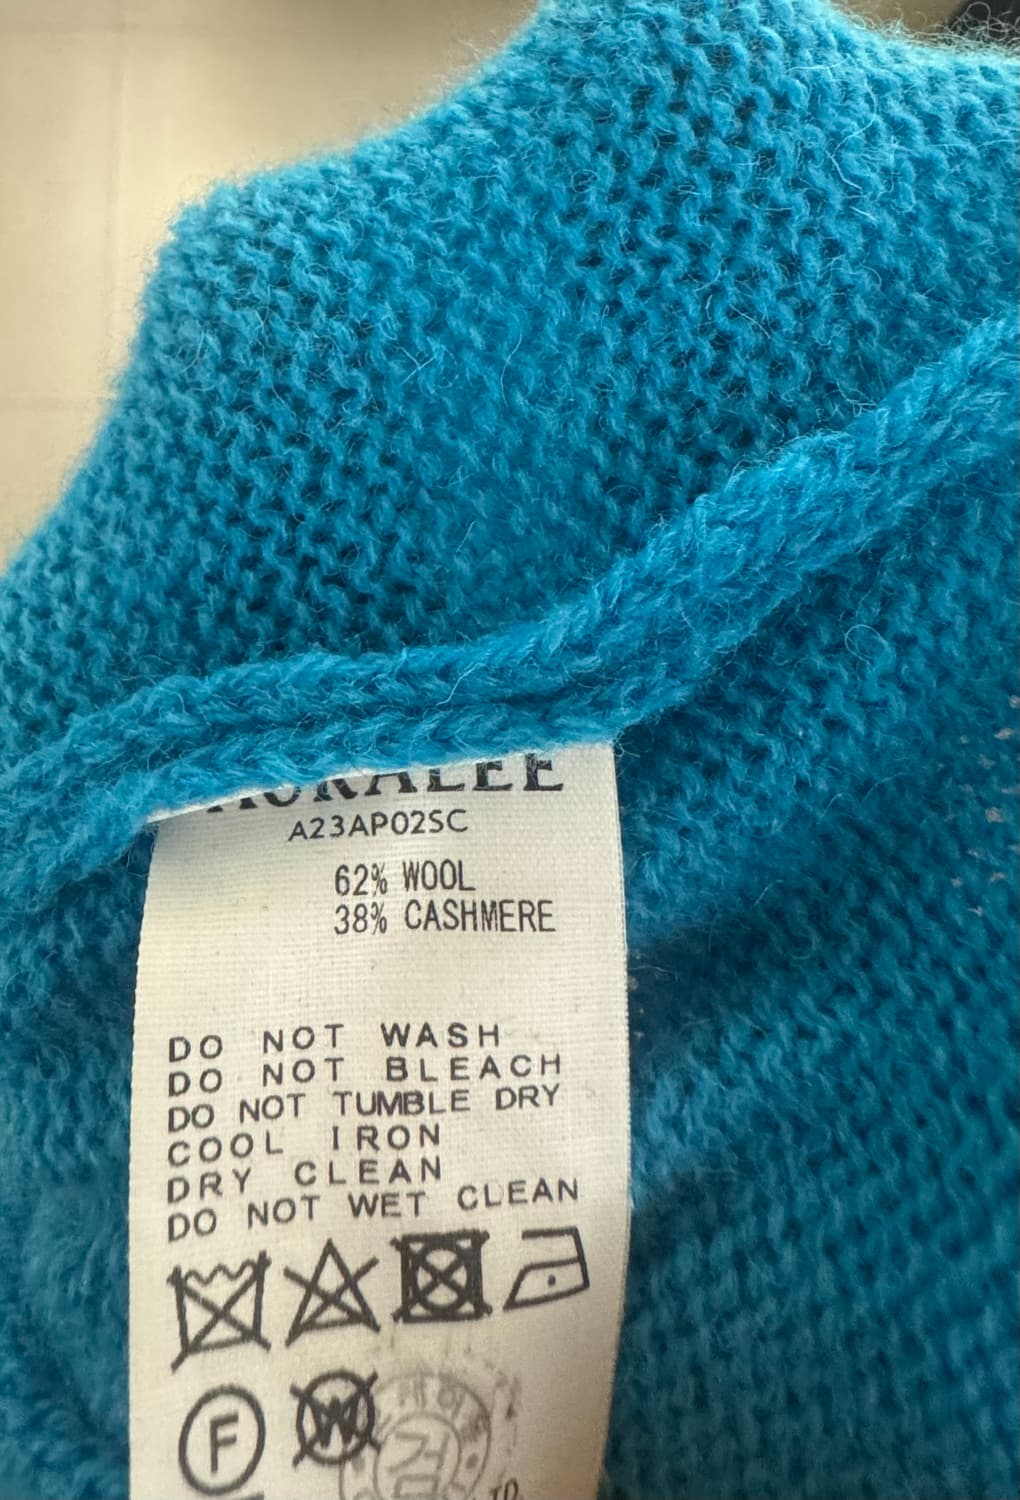 AURALEE
A23AP02SC
62% WOOL
38% CASHMERE
DO NOT WASH
DO NOT BLEACH
DO NOT TUMBLE DRY
COOL IRON
DRY CLEAN
DO NOT WET CLEAN
F
W